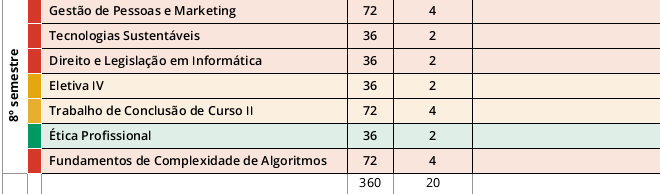 8º semestre
Gestão de Pessoas e Marketing 72 4
Tecnologias Sustentáveis 36 2
Direito e Legislação em Informática 36 2
Eletiva IV 36 2
Trabalho de Conclusão de Curso II 72 4
Ética Profissional 36 2
Fundamentos de Complexidade de Algoritmos 72 4
360 20